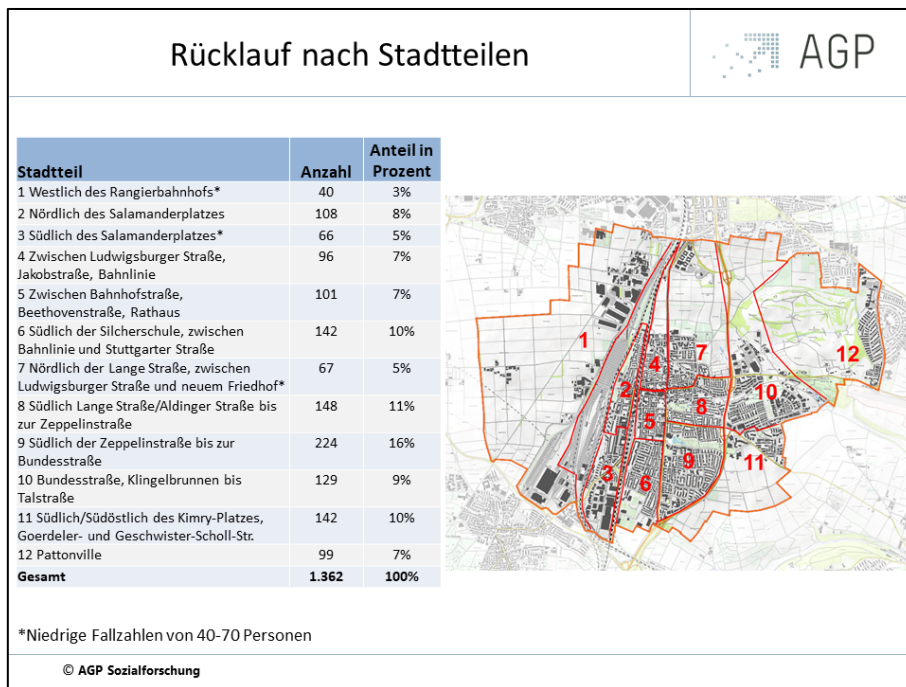 Rücklauf nach Stadtteilen
AGP
Stadtteil Anzahl Anteil in Prozent
1 Westlich des Rangierbahnhofs* 40 3%
2 Nördlich des Salamanderplatzes 108 8%
3 Südlich des Salamanderplatzes* 66 5%
4 Zwischen Ludwigsburger Straße,
Jakobstraße, Bahnlinie 96 7%
5 Zwischen Bahnhofstraße,
Beethovenstraße, Rathaus 101 7%
6 Südlich der Silcherschule, zwischen
Bahnlinie und Stuttgarter Straße 142 10%
7 Nördlich der Lange Straße, zwischen
Ludwigsburger Straße und neuem Friedhof* 67 5%
8 Südlich Lange Straße/Aldinger Straße bis
zur Zeppelinstraße 148 11%
9 Südlich der Zeppelinstraße bis zur
Bundesstraße 224 16%
10 Bundesstraße, Klingelbrunnen bis
Talstraße 129 9%
11 Südlich/Südöstlich des Kimry-Platzes,
Goerdeler- und Geschwister-Scholl-Str. 142 10%
12 Pattonville 99 7%
Gesamt 1.362 100%
1
2
3
4
5
6
7
8
9
10
11
12
*Niedrige Fallzahlen von 40-70 Personen
© AGP Sozialforschung